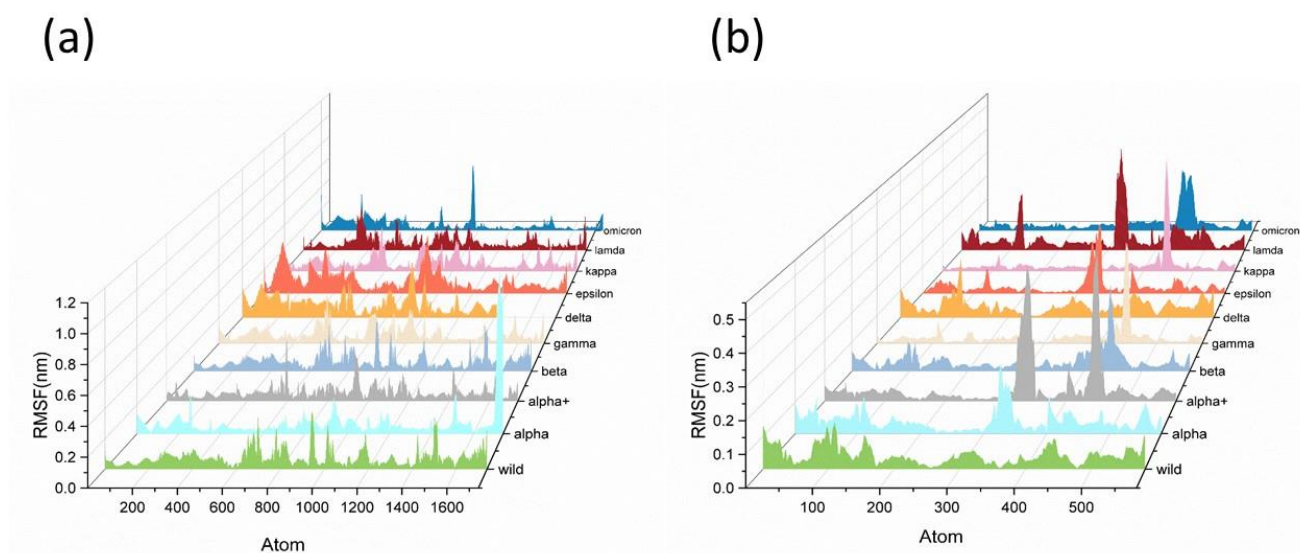 (a)
omicron
lamda
kappa
epsilon
delta
gamma
beta
alpha+
alpha
wild
1.2
1.0
0.8
0.6
0.4
0.2
0.0
RMSF(nm)
200 400 600 800 1000 1200 1400 1600
Atom
(b)
omicron
lamda
kappa
epsilon
delta
gamma
beta
alpha+
alpha
wild
0.5
0.4
0.3
0.2
0.1
0.0
RMSF(nm)
100 200 300 400 500
Atom